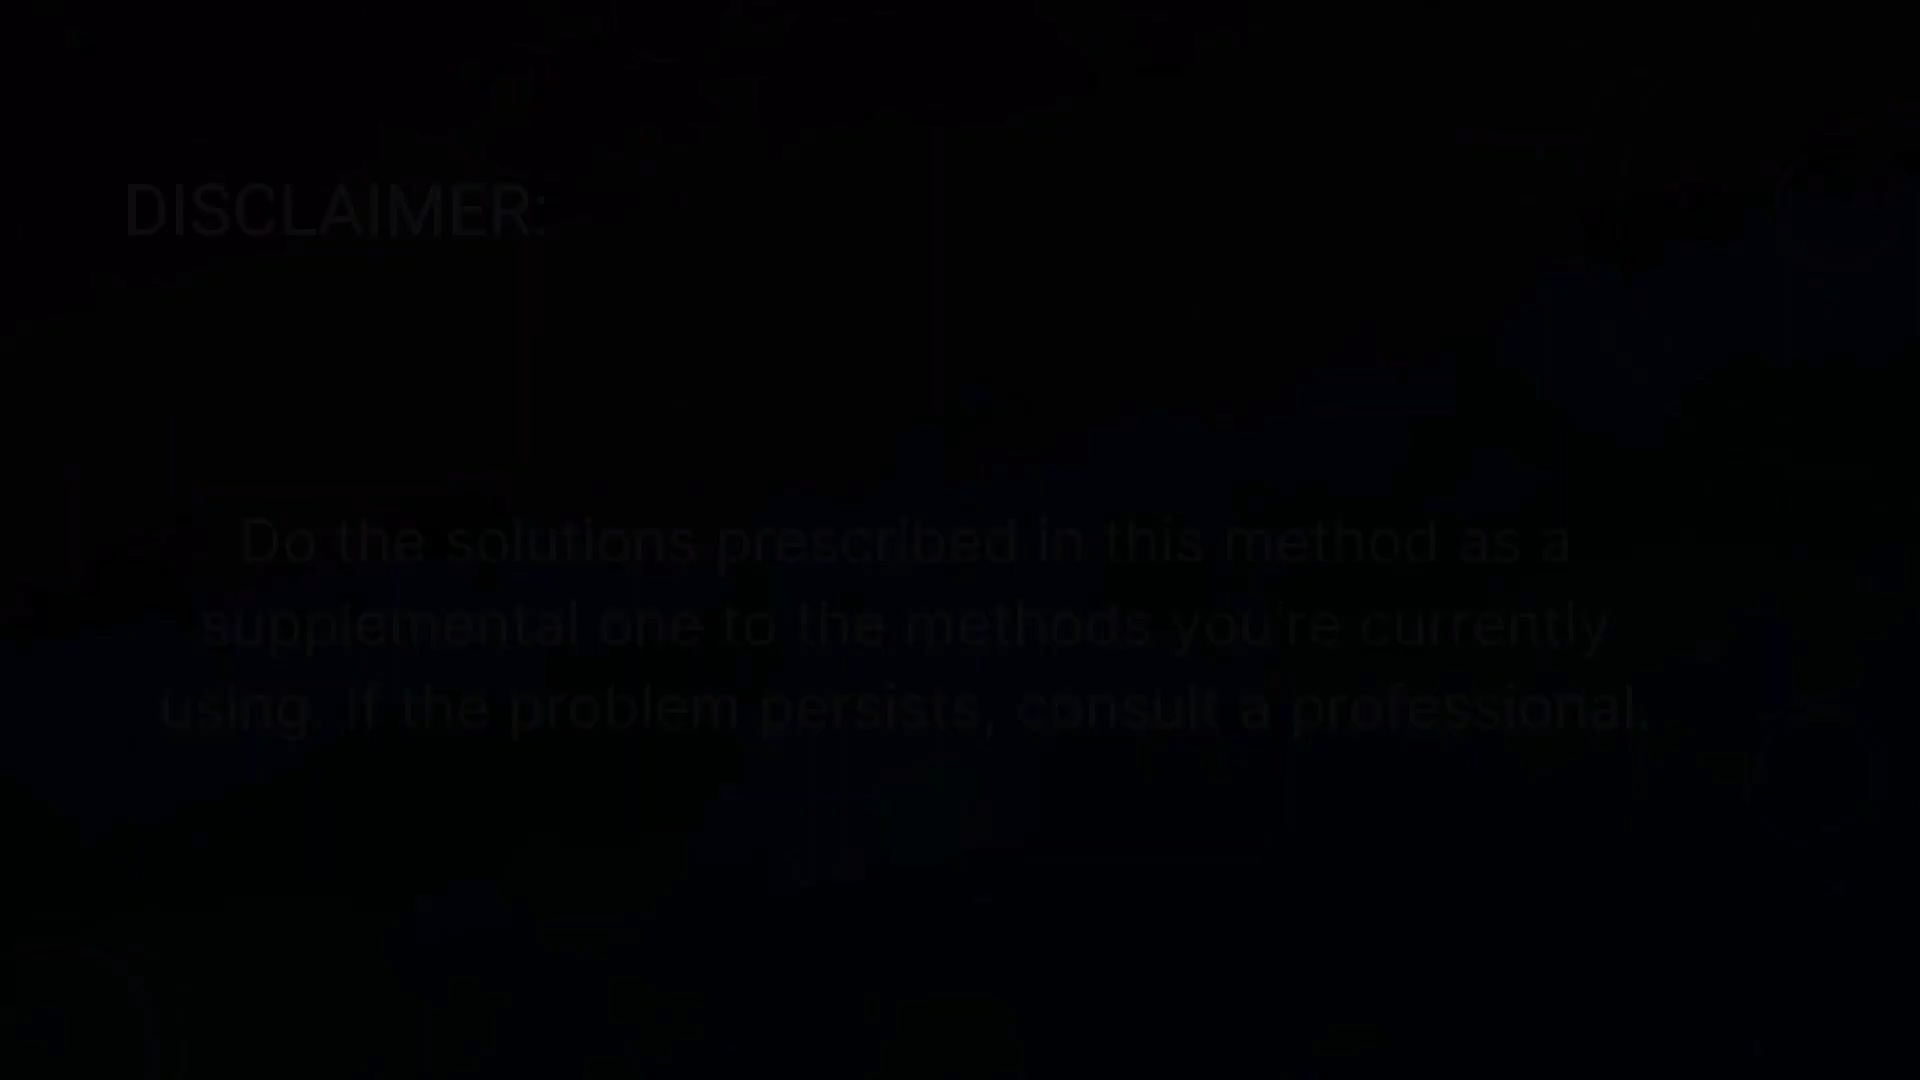 DISCLAIMER:
Do the solutions prescribed in this method as a
supplemental one to the methods you're currently
using. If the problem persists, consult a professional.